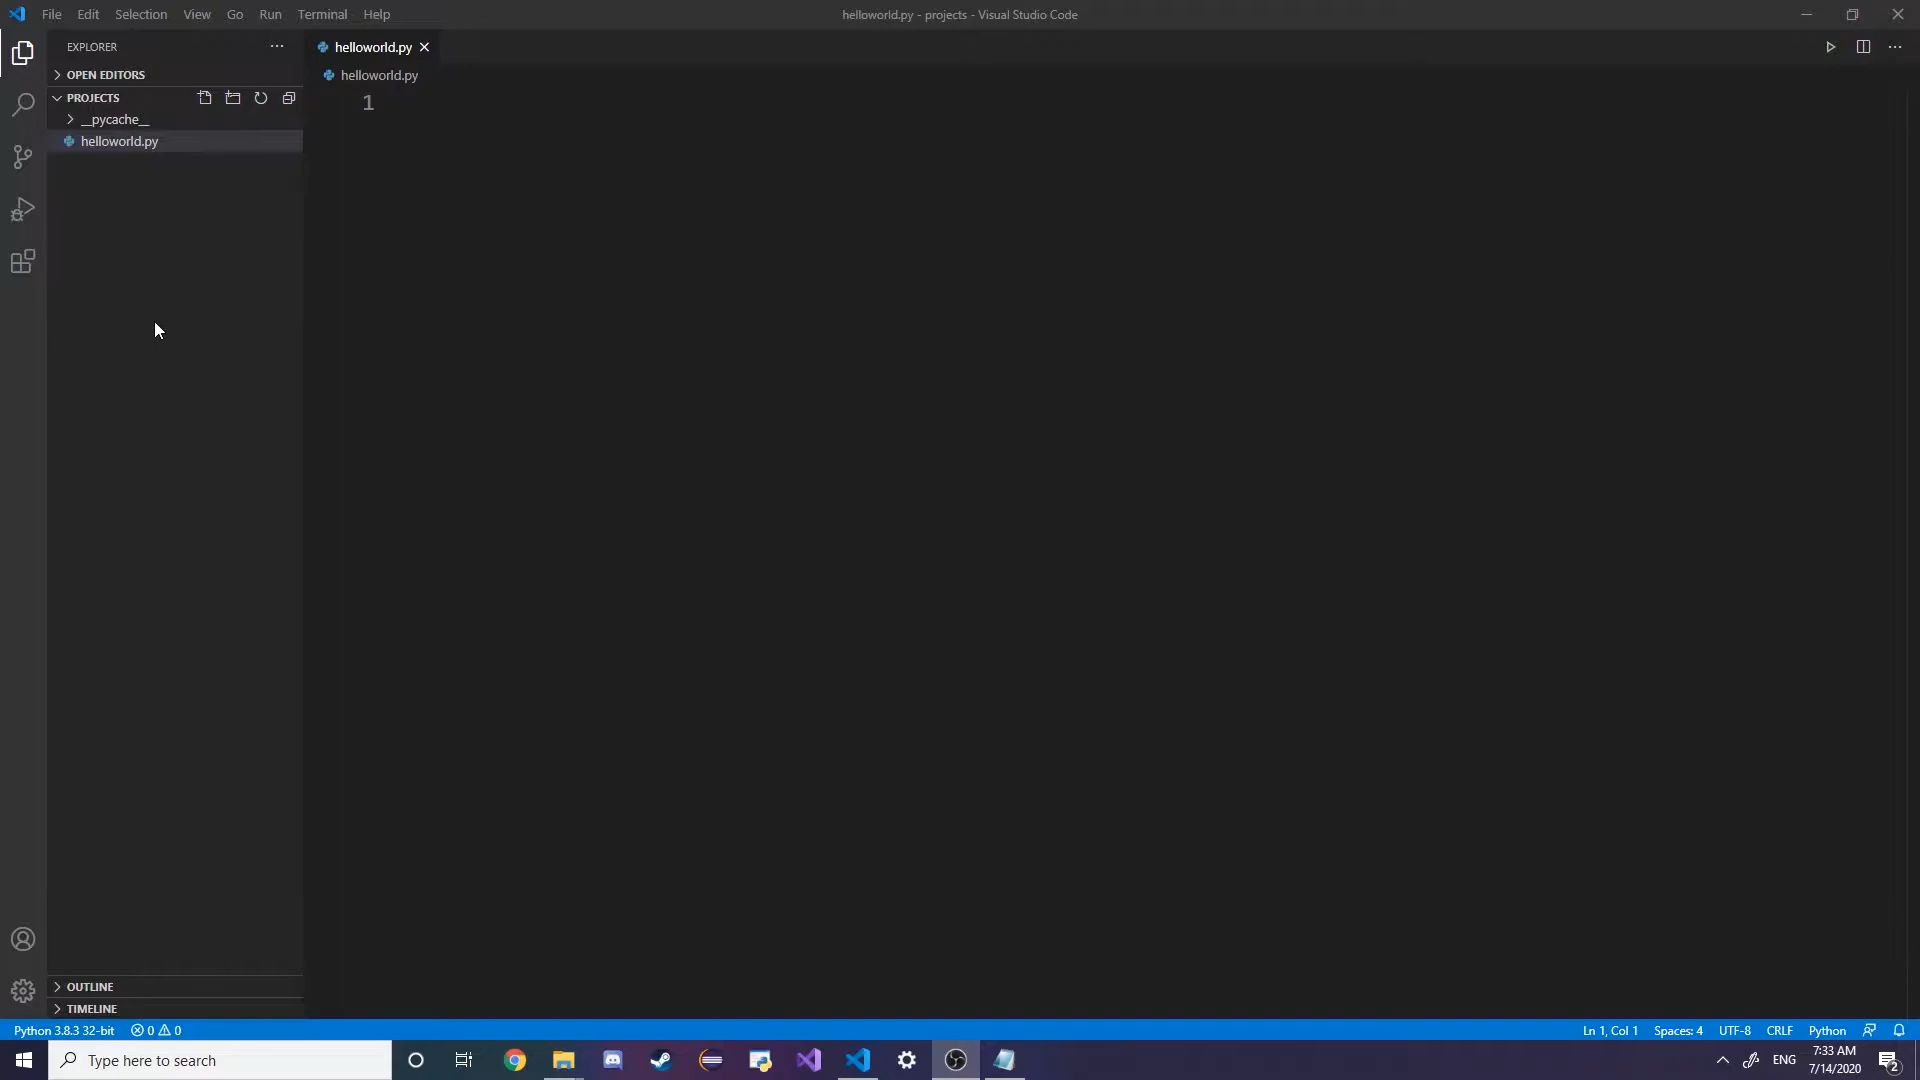 File Edit Selection View Go Run Terminal Help
helloworld.py - projects - Visual Studio Code
EXPLORER
helloworld.py
OPEN EDITORS
helloworld.py
PROJECTS
1
__pycache__
helloworld.py
OUTLINE
TIMELINE
Python 3.8.3 32-bit 0 0
Ln 1, Col 1 Spaces: 4 UTF-8 CRLF Python
Type here to search
ENG
7:33 AM
7/14/2020
2